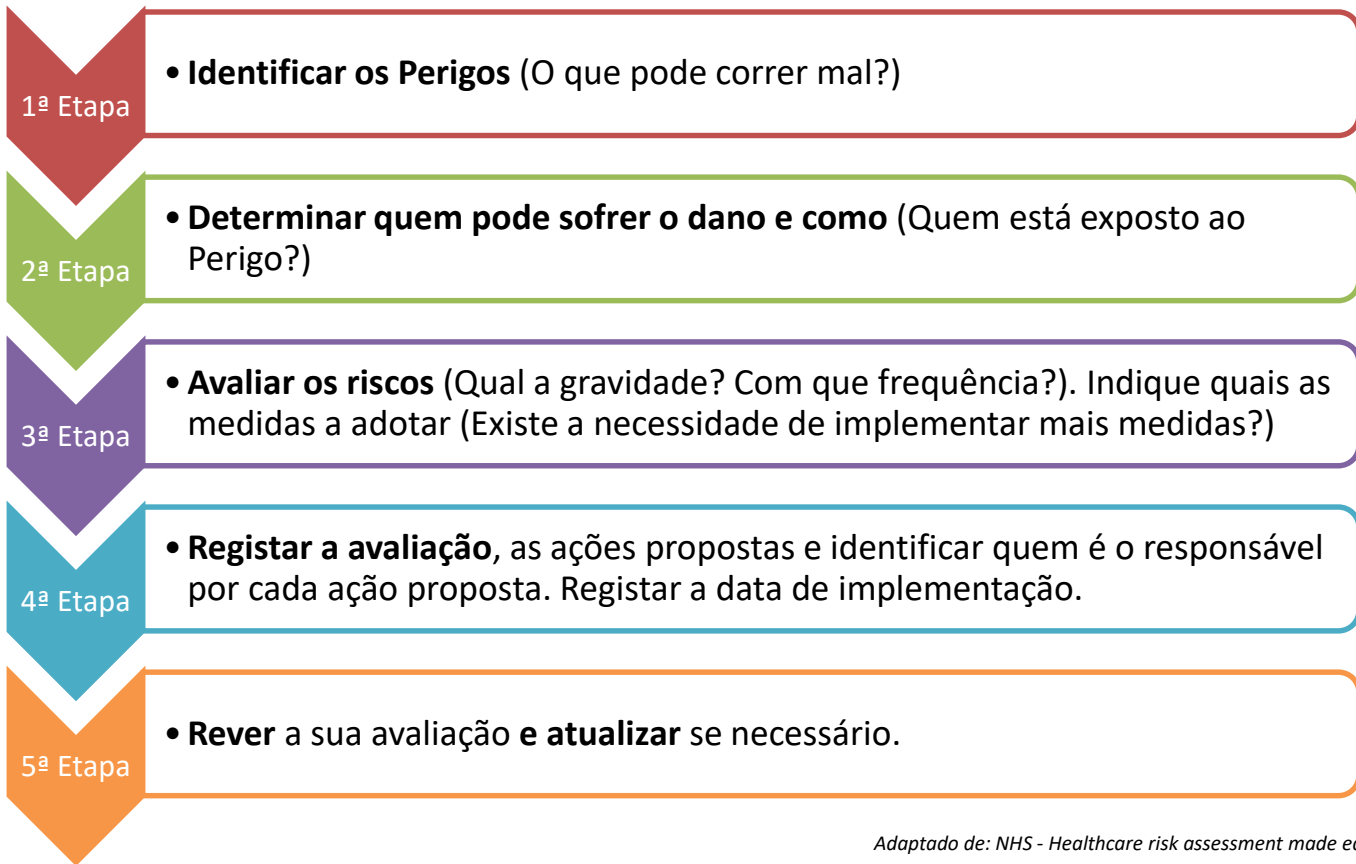 1ª Etapa
• Identificar os Perigos (O que pode correr mal?)
2ª Etapa
• Determinar quem pode sofrer o dano e como (Quem está exposto ao
Perigo?)
3ª Etapa
• Avaliar os riscos (Qual a gravidade? Com que frequência?). Indique quais as
medidas a adotar (Existe a necessidade de implementar mais medidas?)
4ª Etapa
• Registar a avaliação, as ações propostas e identificar quem é o responsável
por cada ação proposta. Registar a data de implementação.
5ª Etapa
• Rever a sua avaliação e atualizar se necessário.
Adaptado de: NHS - Healthcare risk assessment made